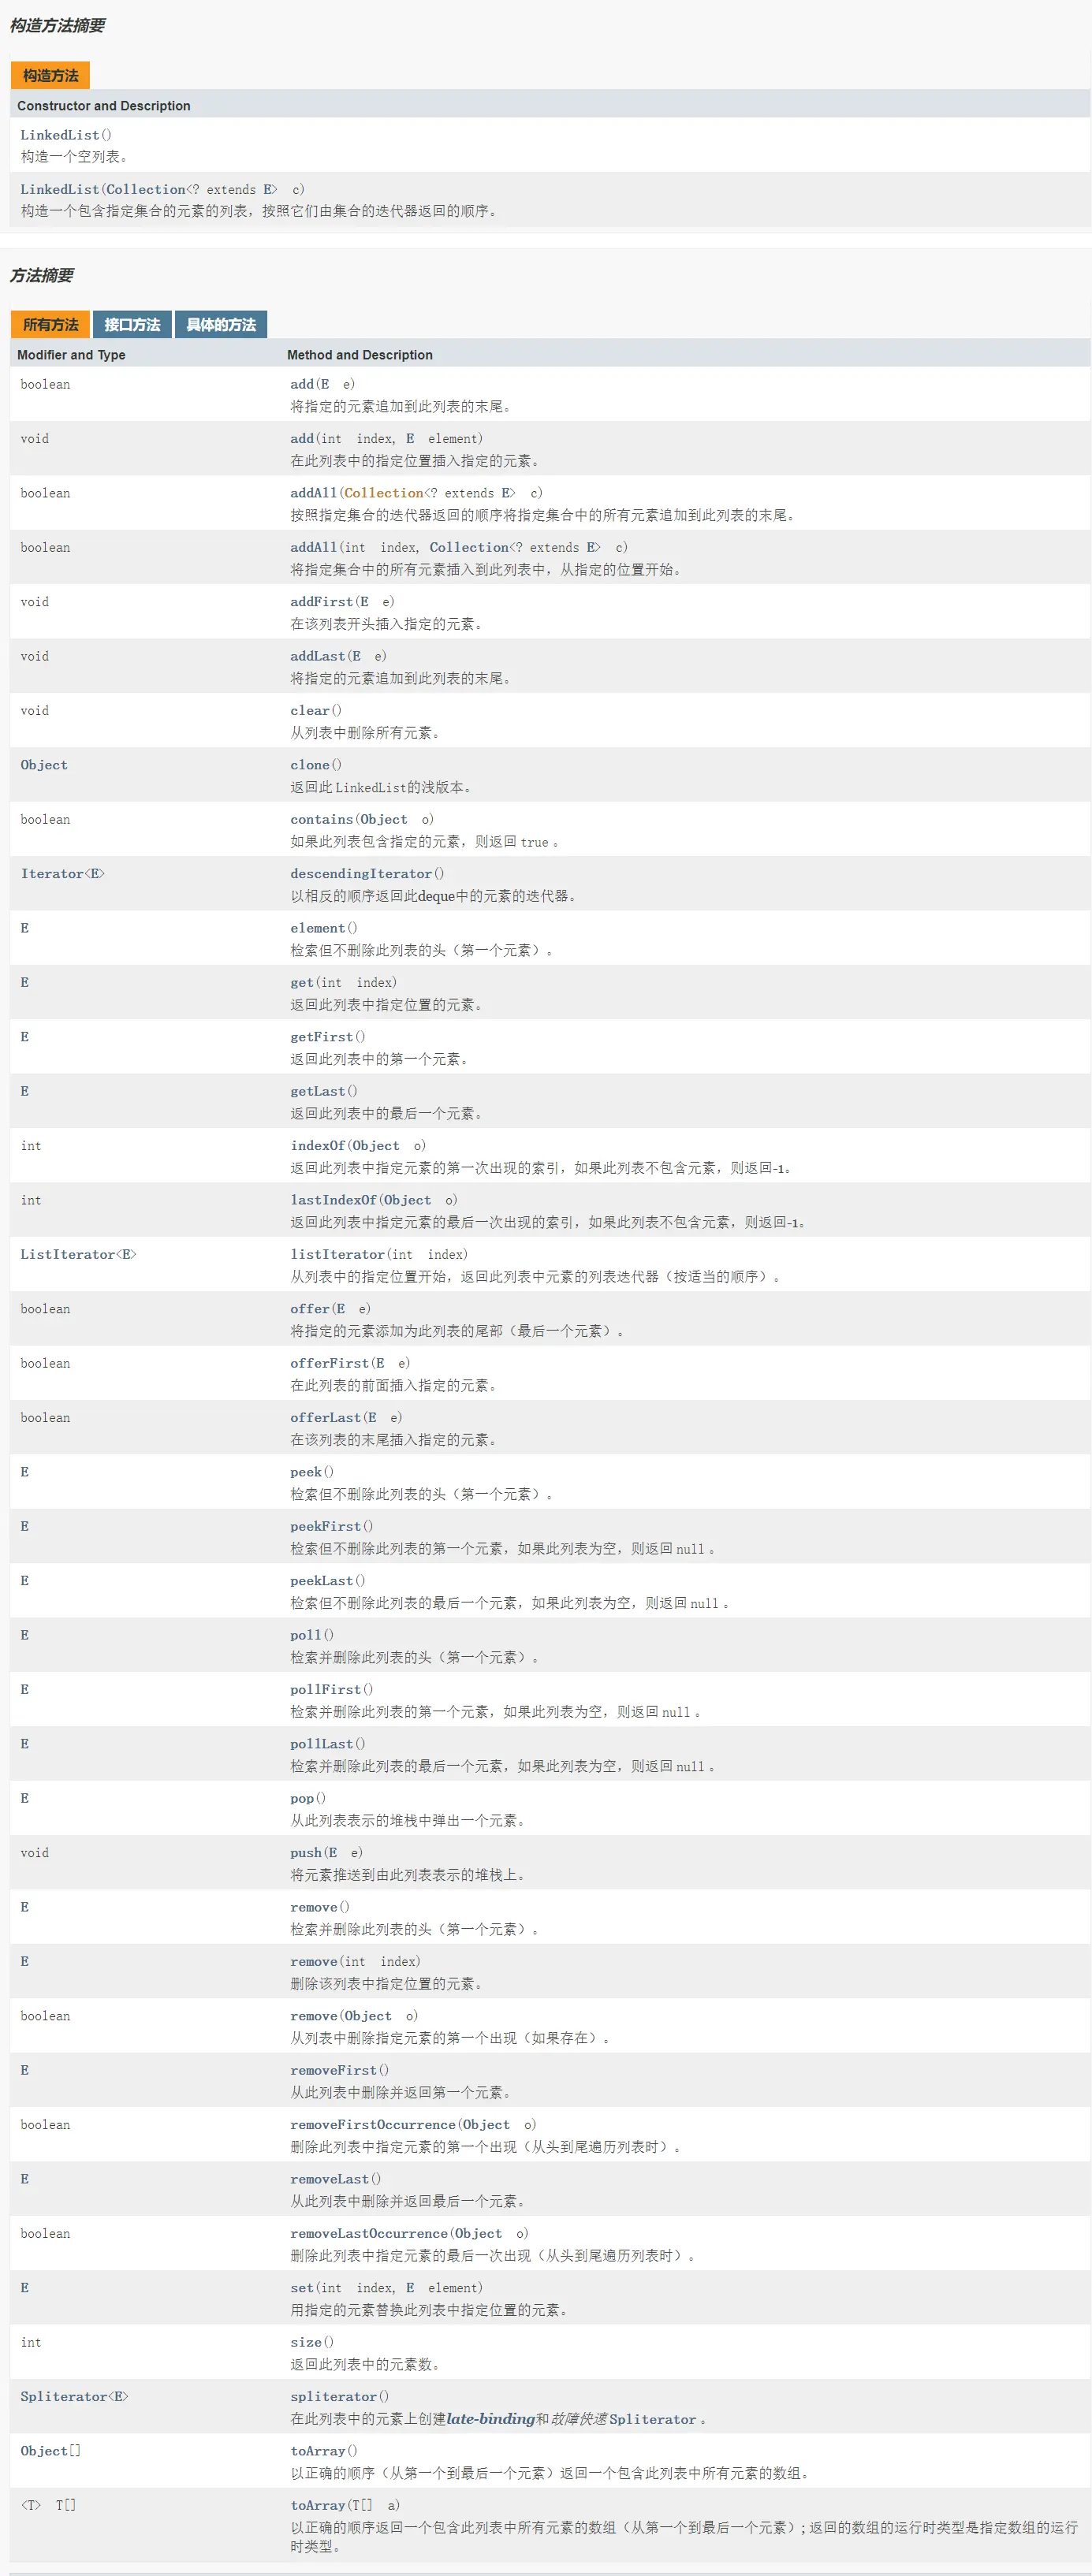 构造方法摘要
构造方法
Constructor and Description
LinkedList()
构造一个空列表。
LinkedList(Collection<? extends E> c)
构造一个包含指定集合的元素的列表，按照它们由集合的迭代器返回的顺序。
方法摘要
所有方法 接口方法 具体的方法
Modifier and Type Method and Description
boolean add(E e)
将指定的元素追加到此列表的末尾。
void add(int index, E element)
在此列表中的指定位置插入指定的元素。
boolean addAll(Collection<? extends E> c)
按照指定集合的迭代器返回的顺序将指定集合中的所有元素追加到此列表的末尾。
boolean addAll(int index, Collection<? extends E> c)
将指定集合中的所有元素插入到此列表中，从指定的位置开始。
void addFirst(E e)
在该列表开头插入指定的元素。
void addLast(E e)
将指定的元素追加到此列表的末尾。
void clear()
从列表中删除所有元素。
Object clone()
返回此 LinkedList的浅版本。
boolean contains(Object o)
如果此列表包含指定的元素，则返回 true 。
Iterator<E> descendingIterator()
以相反的顺序返回此deque中的元素的迭代器。
E element()
检索但不删除此列表的头（第一个元素）。
E get(int index)
返回此列表中指定位置的元素。
E getFirst()
返回此列表中的第一个元素。
E getLast()
返回此列表中的最后一个元素。
int indexOf(Object o)
返回此列表中指定元素的第一次出现的索引，如果此列表不包含元素，则返回-1。
int lastIndexOf(Object o)
返回此列表中指定元素的最后一次出现的索引，如果此列表不包含元素，则返回-1。
ListIterator<E> listIterator(int index)
从列表中的指定位置开始，返回此列表中元素的列表迭代器（按适当的顺序）。
boolean offer(E e)
将指定的元素添加为此列表的尾部（最后一个元素）。
boolean offerFirst(E e)
在此列表的前面插入指定的元素。
boolean offerLast(E e)
在该列表的末尾插入指定的元素。
E peek()
检索但不删除此列表的头（第一个元素）。
E peekFirst()
检索但不删除此列表的第一个元素，如果此列表为空，则返回 null 。
E peekLast()
检索但不删除此列表的最后一个元素，如果此列表为空，则返回 null 。
E poll()
检索并删除此列表的头（第一个元素）。
E pollFirst()
检索并删除此列表的第一个元素，如果此列表为空，则返回 null 。
E pollLast()
检索并删除此列表的最后一个元素，如果此列表为空，则返回 null 。
E pop()
从此列表表示的堆栈中弹出一个元素。
void push(E e)
将元素推送到由此列表表示的堆栈上。
E remove()
检索并删除此列表的头（第一个元素）。
E remove(int index)
删除该列表中指定位置的元素。
boolean remove(Object o)
从列表中删除指定元素的第一个出现（如果存在）。
E removeFirst()
从此列表中删除并返回第一个元素。
boolean removeFirstOccurrence(Object o)
删除此列表中指定元素的第一个出现（从头到尾遍历列表时）。
E removeLast()
从此列表中删除并返回最后一个元素。
boolean removeLastOccurrence(Object o)
删除此列表中指定元素的最后一次出现（从头到尾遍历列表时）。
E set(int index, E element)
用指定的元素替换此列表中指定位置的元素。
int size()
返回此列表中的元素数。
Spliterator<E> spliterator()
在此列表中的元素上创建late-binding和故障快速 Spliterator 。
Object[] toArray()
以正确的顺序（从第一个到最后一个元素）返回一个包含此列表中所有元素的数组。
<T> T[] toArray(T[] a)
以正确的顺序返回一个包含此列表中所有元素的数组（从第一个到最后一个元素）; 返回的数组的运行时类型是指定数组的运行
时类型。